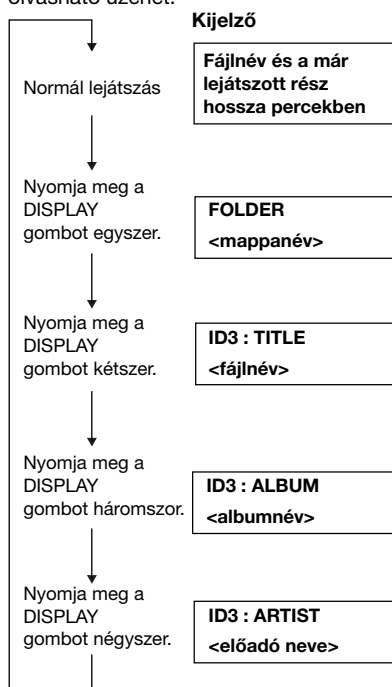 Kijelző
Normál lejátszás
Fájlnév és a már
lejátszott rész
hossza percekben
Nyomja meg a
DISPLAY
gombot egyszer.
FOLDER
<mappanév>
Nyomja meg a
DISPLAY
gombot kétszer.
ID3 : TITLE
<fájlnév>
Nyomja meg a
DISPLAY
gombot háromszor.
ID3 : ALBUM
<albumnév>
Nyomja meg a
DISPLAY
gombot négyszer.
ID3 : ARTIST
<előadó neve>